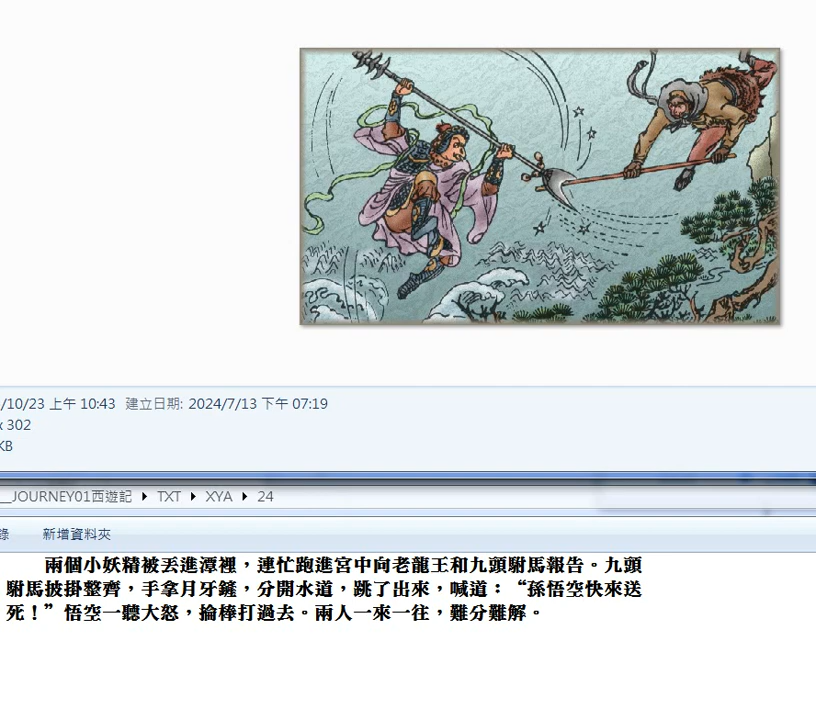 /10/23 上午 10:43 建立日期: 2024/7/13 下午 07:19
x 302
KB
__JOURNEY01西遊記 ▶ TXT ▶ XYA ▶ 24
錄 新增資料夾
兩個小妖精被丟進潭裡，連忙跑進宮中向老龍王和九頭駙馬報告。九頭
駙馬披掛整齊，手拿月牙鏟，分開水道，跳了出來，喊道：“孫悟空快來送
死！”悟空一聽大怒，掄棒打過去。兩人一來一往，難分難解。